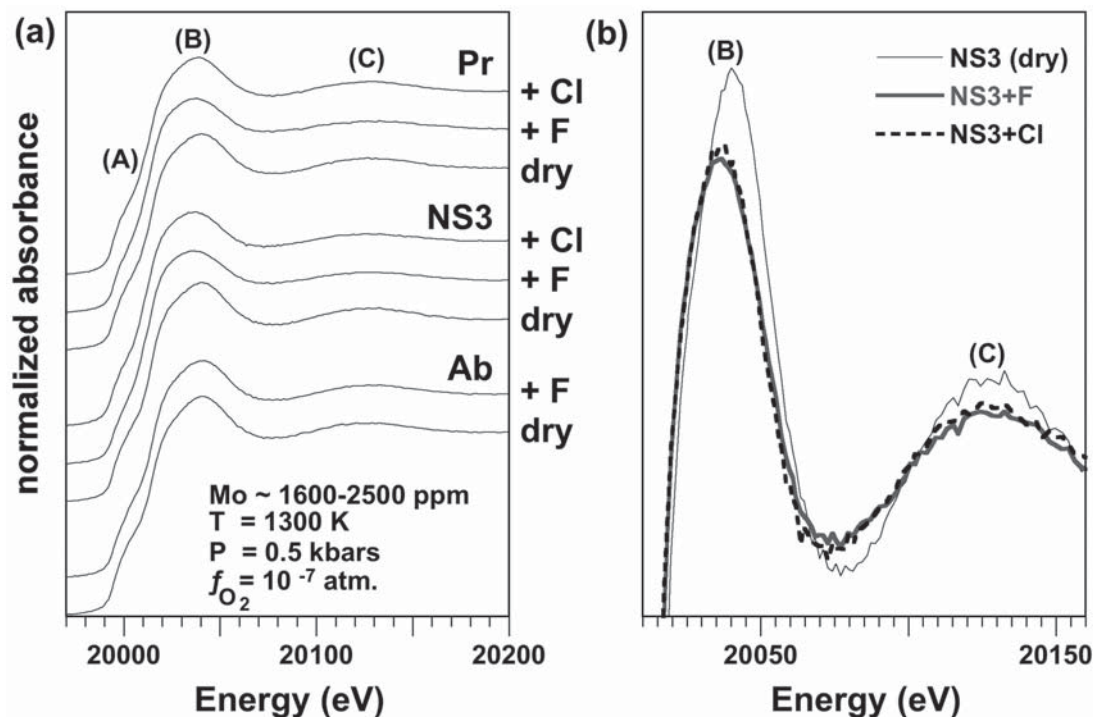 (a)
(B)
(C)
Pr
+ Cl
+ F
(A)
dry
NS3
+ Cl
+ F
dry
Ab
+ F
dry
Mo ~ 1600-2500 ppm
T = 1300 K
P = 0.5 kbars
fO2 = 10 -7 atm.
normalized absorbance
20000 20100 20200
Energy (eV)
(b)
(B)
NS3 (dry)
NS3+F
NS3+Cl
(C)
20050 20150
Energy (eV)